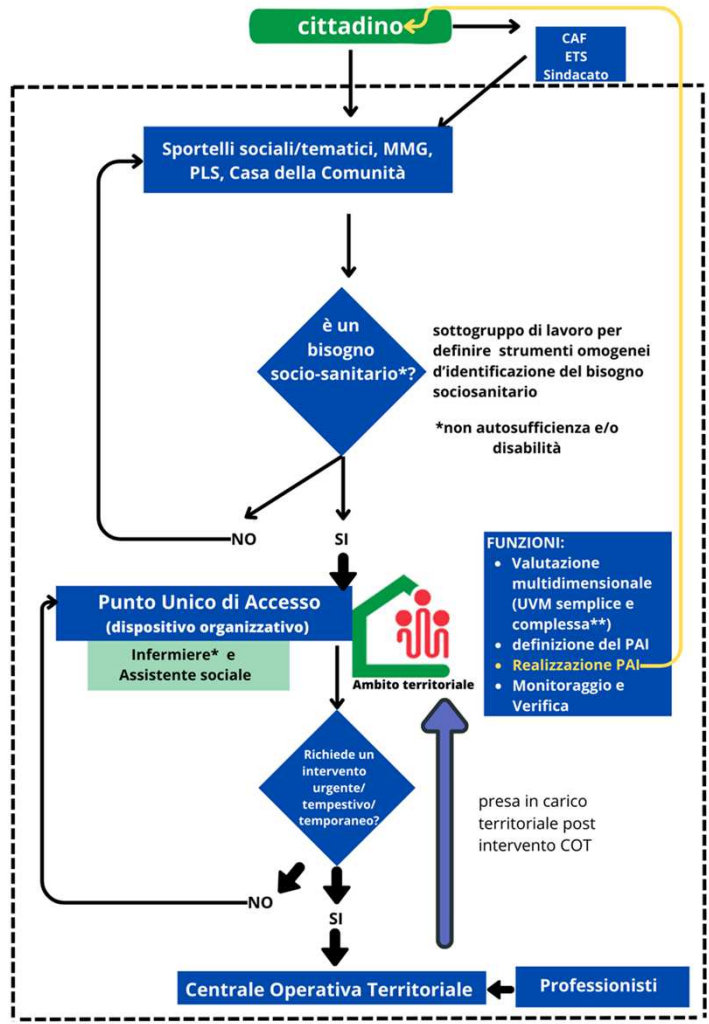 cittadino
CAF
ETS
Sindacato
Sportelli sociali/tematici, MMG,
PLS, Casa della Comunità
è un
bisogno
socio-sanitario*?
sottogruppo di lavoro per
definire strumenti omogenei
d'identificazione del bisogno
sociosanitario
*non autosufficienza e/o
disabilità
NO
SI
Punto Unico di Accesso
(dispositivo organizzativo)
Infermiere* e
Assistente sociale
Ambito territoriale
FUNZIONI:
• Valutazione
multidimensionale
(UVM semplice e
complessa**)
• definizione del PAI
• Realizzazione PAI
• Monitoraggio e
Verifica
Richiede un
intervento
urgente/
tempestivo/
temporaneo?
presa in carico
territoriale post
intervento COT
NO
SI
Centrale Operativa Territoriale
Professionisti